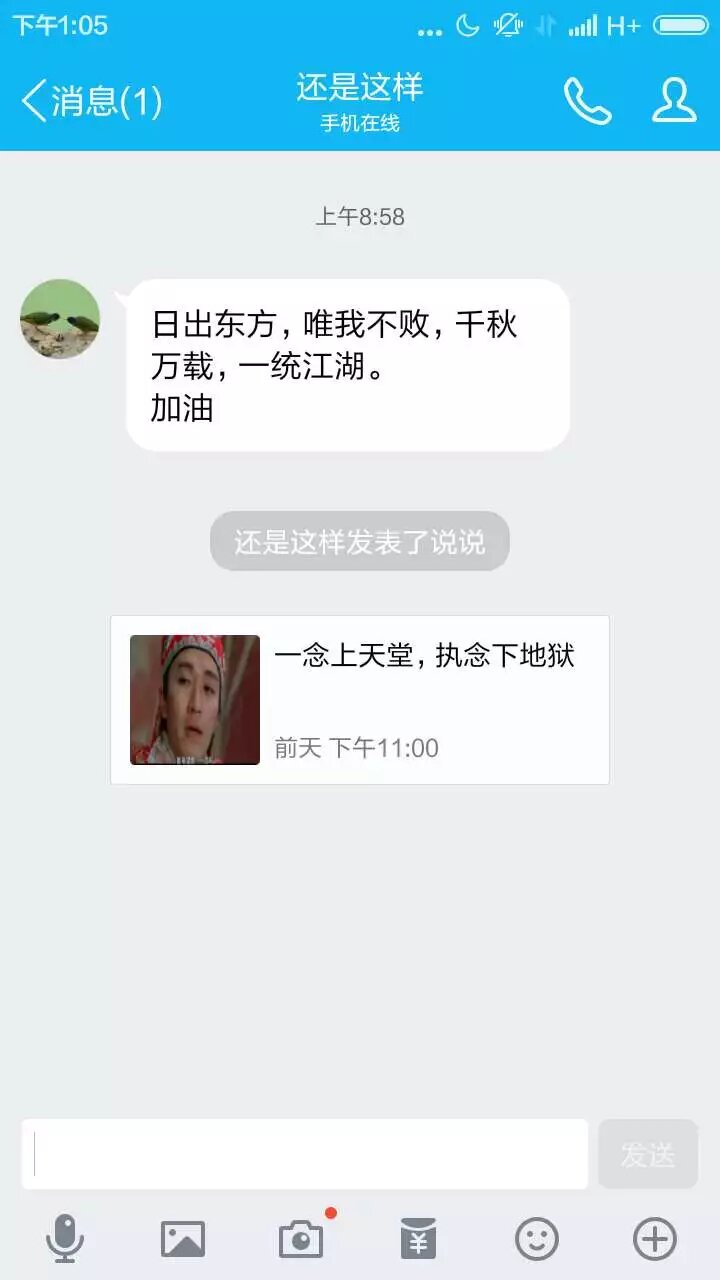 下午1:05
H+
消息(1)
还是这样
手机在线
上午8:58
日出东方，唯我不败，千秋
万载，一统江湖。
加油
还是这样发表了说说
一念上天堂，执念下地狱
前天 下午11:00
发送
¥